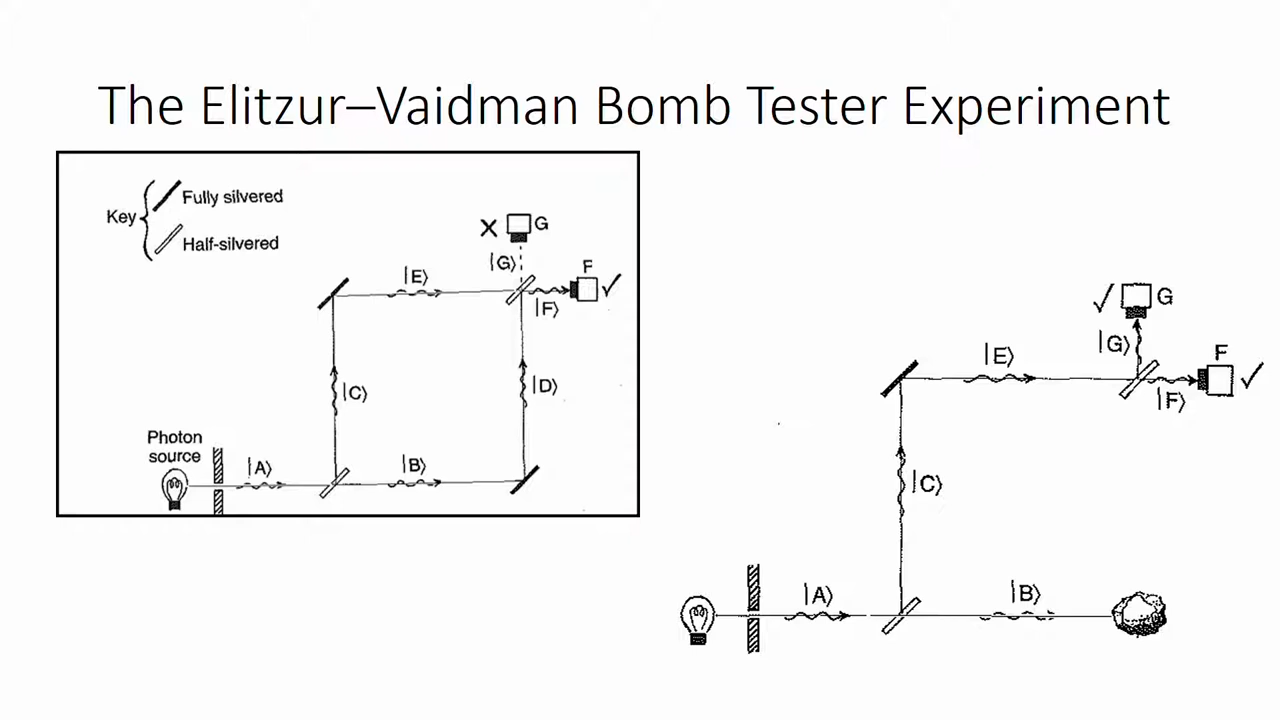 The Elitzur–Vaidman Bomb Tester Experiment
Key
Fully silvered
Half-silvered
X
G
|G⟩
F
✓
|E⟩
|F⟩
|C⟩
|D⟩
Photon
source
|A⟩
|B⟩
✓
G
|G⟩
F
✓
|E⟩
|F⟩
|C⟩
|A⟩
|B⟩